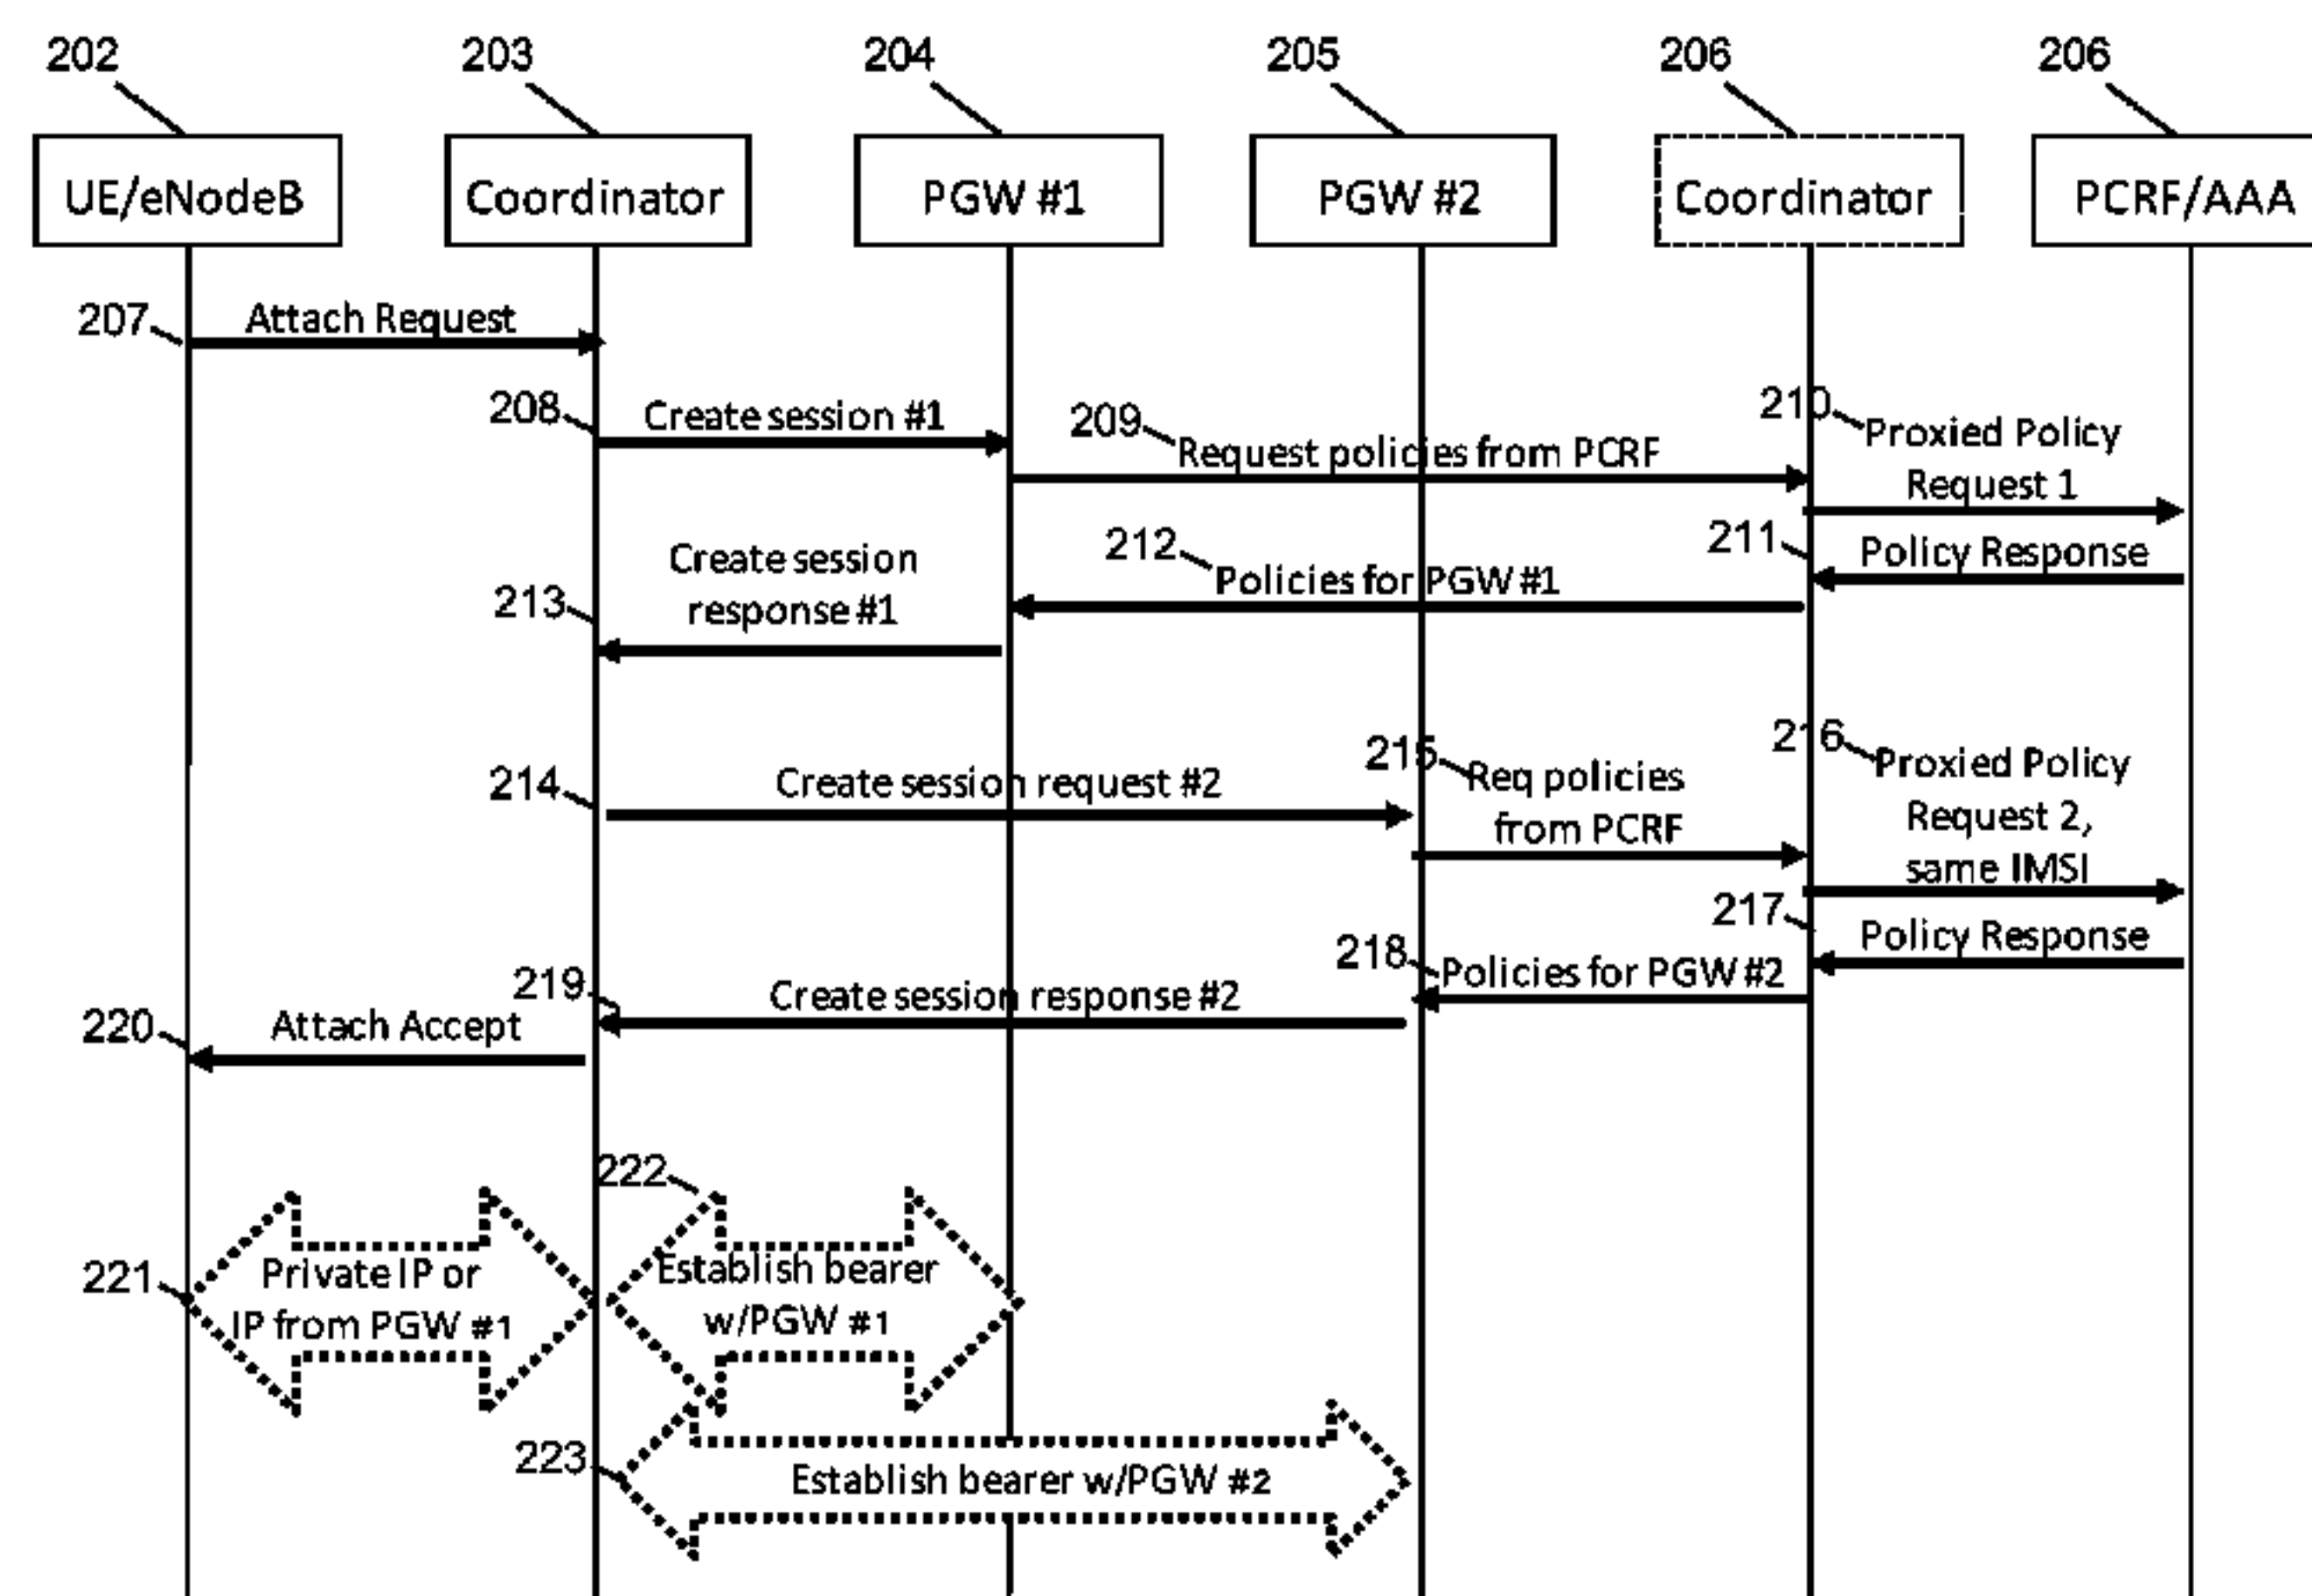 202
203
204
205
206
206
UE/eNodeB
Coordinator
PGW #1
PGW #2
Coordinator
PCRF/AAA
207
Attach Request
208
Create session #1
209
Request policies from PCRF
210
Proxied Policy
Request 1
211
Policy Response
212
Policies for PGW #1
213
Create session
response #1
214
Create session request #2
215
Req policies
from PCRF
216
Proxied Policy
Request 2,
same IMSI
217
Policy Response
218
Policies for PGW #2
219
Create session response #2
220
Attach Accept
221
Private IP or
IP from PGW #1
222
Establish bearer
w/PGW #1
223
Establish bearer w/PGW #2